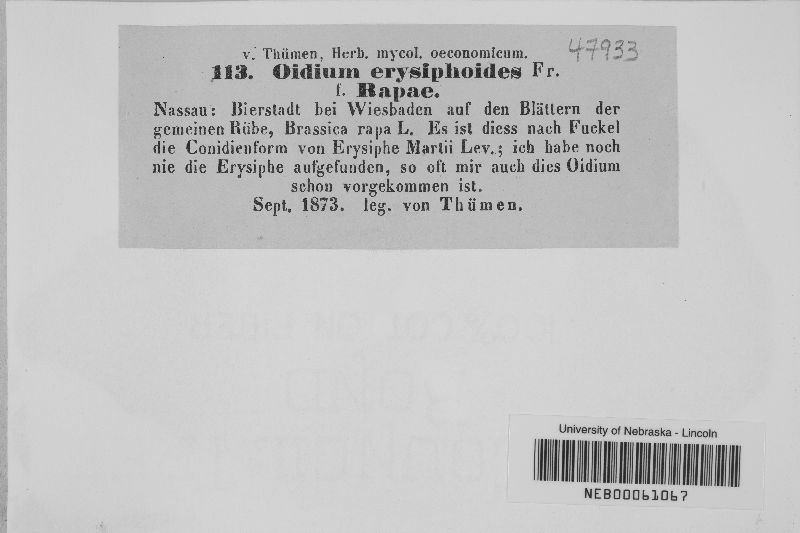 v. Thümen, Herb. mycol. oeconomicum.
47933
113. Oidium erysiphoides Fr.
f. Rapae.
Nassau: Bierstadt bei Wiesbaden auf den Blättern der
gemeinen Rübe, Brassica rapa L. Es ist diess nach Fuckel
die Conidienform von Erysiphe Martii Lev.; ich habe noch
nie die Erysiphe aufgefunden, so oft mir auch dies Oidium
schon vorgekommen ist.
Sept. 1873. leg. von Thümen.
University of Nebraska - Lincoln
NEB00061067